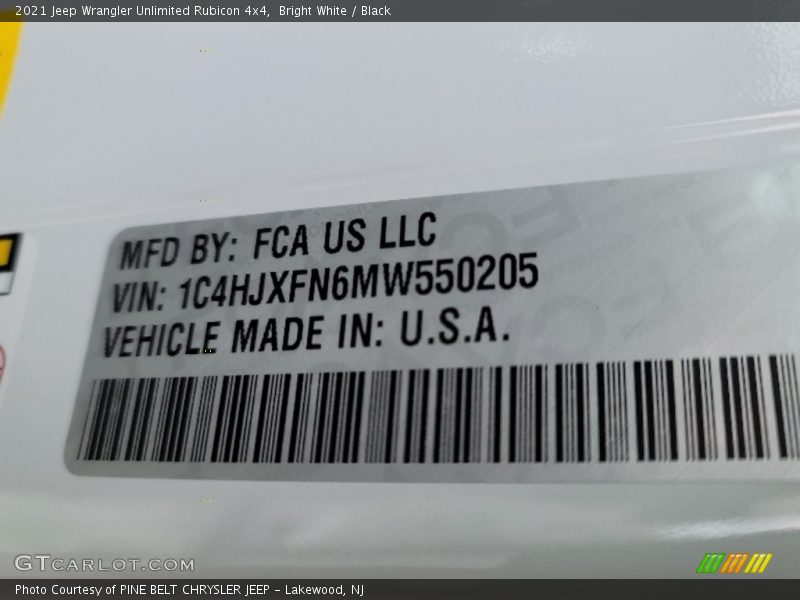 2021 Jeep Wrangler Unlimited Rubicon 4x4,  Bright White / Black
MFD BY: FCA US LLC
VIN: 1C4HJXFN6MW550205
VEHICLE MADE IN: U.S.A.
GTCARLOT.COM
Photo Courtesy of PINE BELT CHRYSLER JEEP - Lakewood, NJ